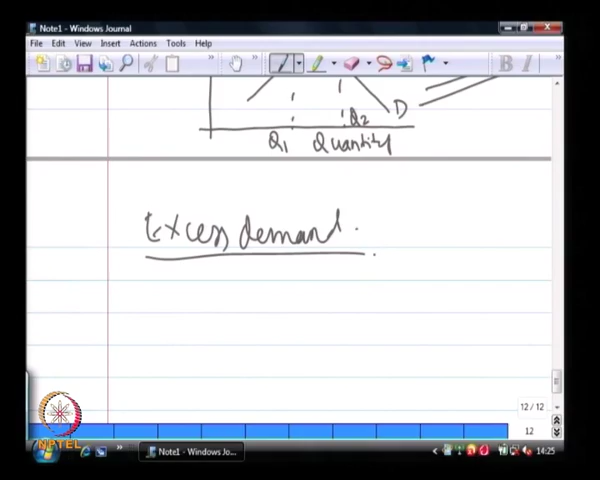 Note1 - Windows Journal
File Edit View Insert Actions Tools Help
B I
D
Q2
Q1 Quantity
Excess demand.
12 / 12
12
NPTEL
Note1 - Windows Jo...
14:25